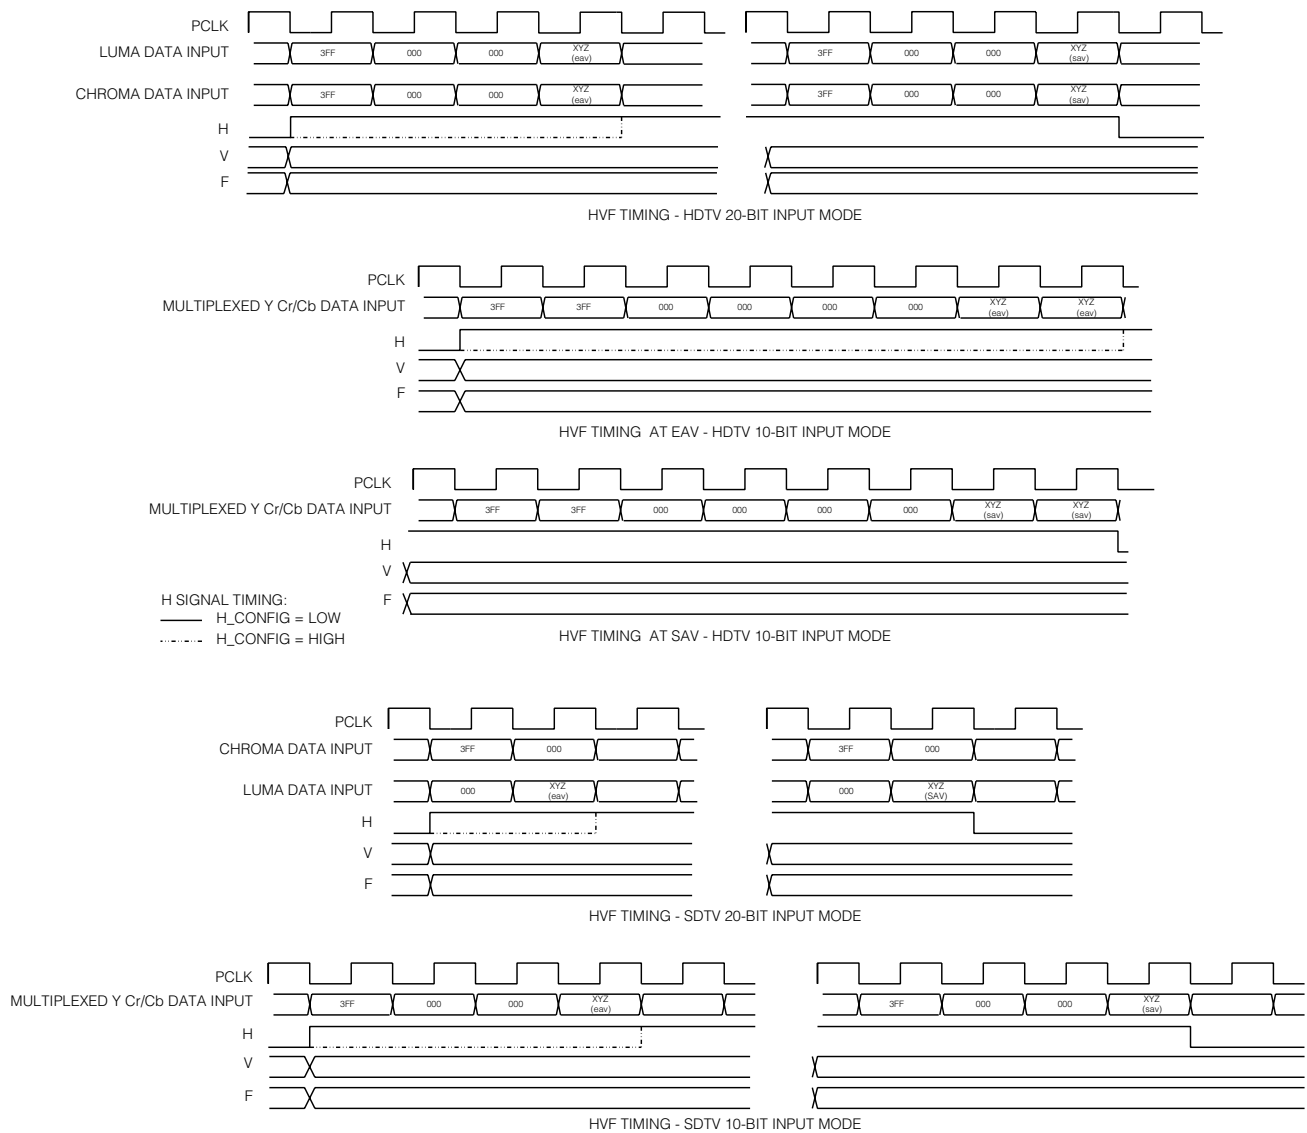 PCLK
LUMA DATA INPUT 3FF 000 000 XYZ (eav) 3FF 000 000 XYZ (sav)
CHROMA DATA INPUT 3FF 000 000 XYZ (eav) 3FF 000 000 XYZ (sav)
H
V
F
HVF TIMING - HDTV 20-BIT INPUT MODE
PCLK
MULTIPLEXED Y Cr/Cb DATA INPUT 3FF 3FF 000 000 000 000 XYZ (eav) XYZ (eav)
H
V
F
HVF TIMING AT EAV - HDTV 10-BIT INPUT MODE
PCLK
MULTIPLEXED Y Cr/Cb DATA INPUT 3FF 3FF 000 000 000 000 XYZ (sav) XYZ (sav)
H
V
F
H SIGNAL TIMING:
H_CONFIG = LOW
H_CONFIG = HIGH
HVF TIMING AT SAV - HDTV 10-BIT INPUT MODE
PCLK
CHROMA DATA INPUT 3FF 000 3FF 000
LUMA DATA INPUT 000 XYZ (eav) 000 XYZ (SAV)
H
V
F
HVF TIMING - SDTV 20-BIT INPUT MODE
PCLK
MULTIPLEXED Y Cr/Cb DATA INPUT 3FF 000 000 XYZ (eav) 3FF 000 000 XYZ (sav)
H
V
F
HVF TIMING - SDTV 10-BIT INPUT MODE